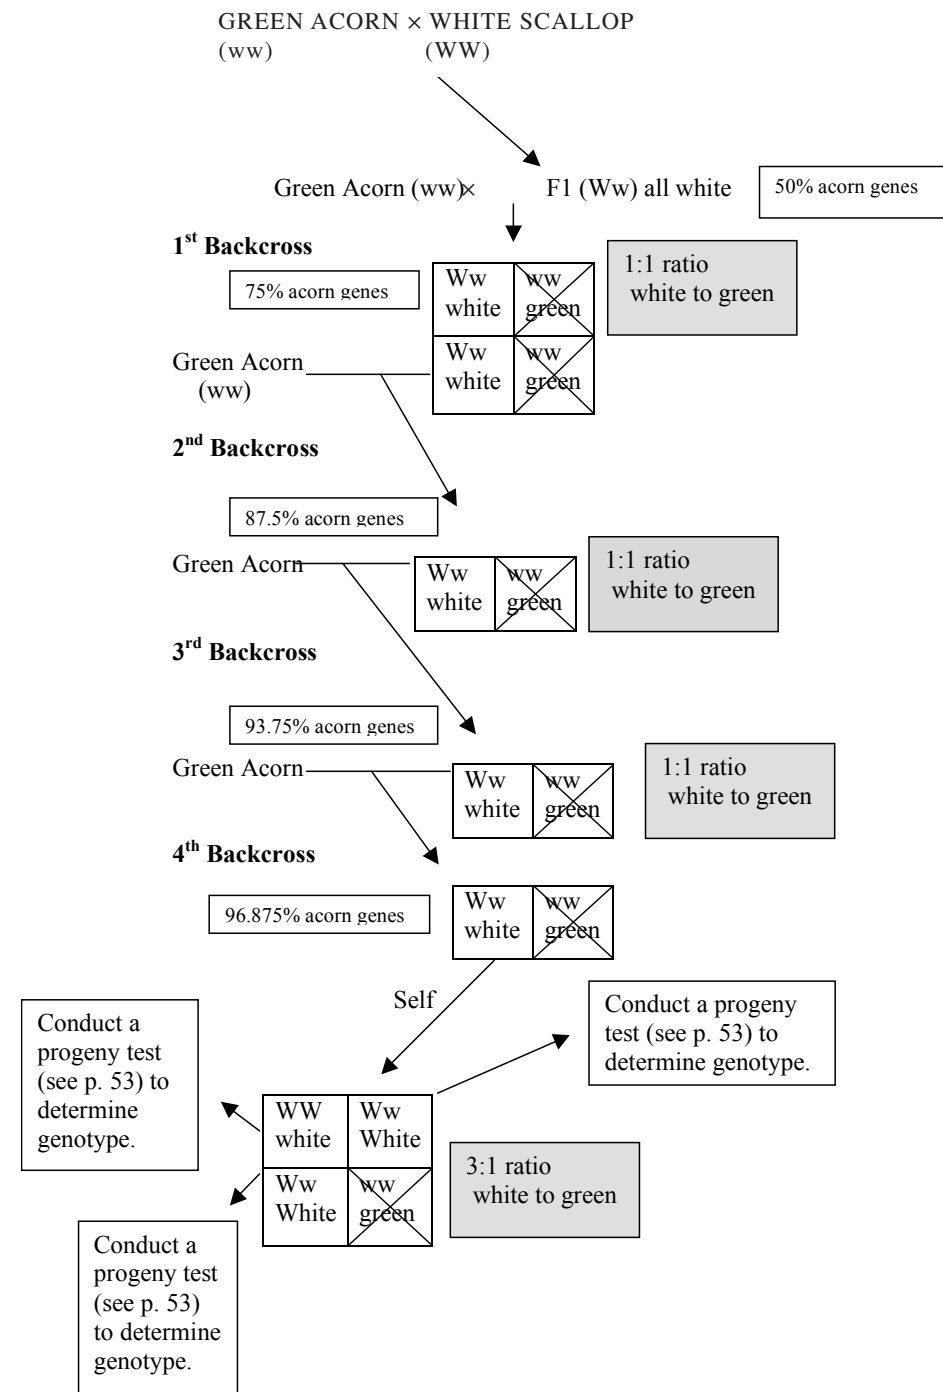 GREEN ACORN × WHITE SCALLOP
(ww) (WW)
Green Acorn (ww)× F1 (Ww) all white
50% acorn genes
1st Backcross
75% acorn genes
Ww
white
ww
green
1:1 ratio
white to green
Ww
white
ww
green
Green Acorn
(ww)
2nd Backcross
87.5% acorn genes
Green Acorn
Ww
white
ww
green
1:1 ratio
white to green
3rd Backcross
93.75% acorn genes
Green Acorn
Ww
white
ww
green
1:1 ratio
white to green
4th Backcross
96.875% acorn genes
Ww
white
ww
green
Self
Conduct a progeny
test (see p. 53) to
determine genotype.
Conduct a
progeny test
(see p. 53) to
determine
genotype.
WW
white
Ww
White
Ww
White
ww
green
3:1 ratio
white to green
Conduct a
progeny test
(see p. 53)
to determine
genotype.